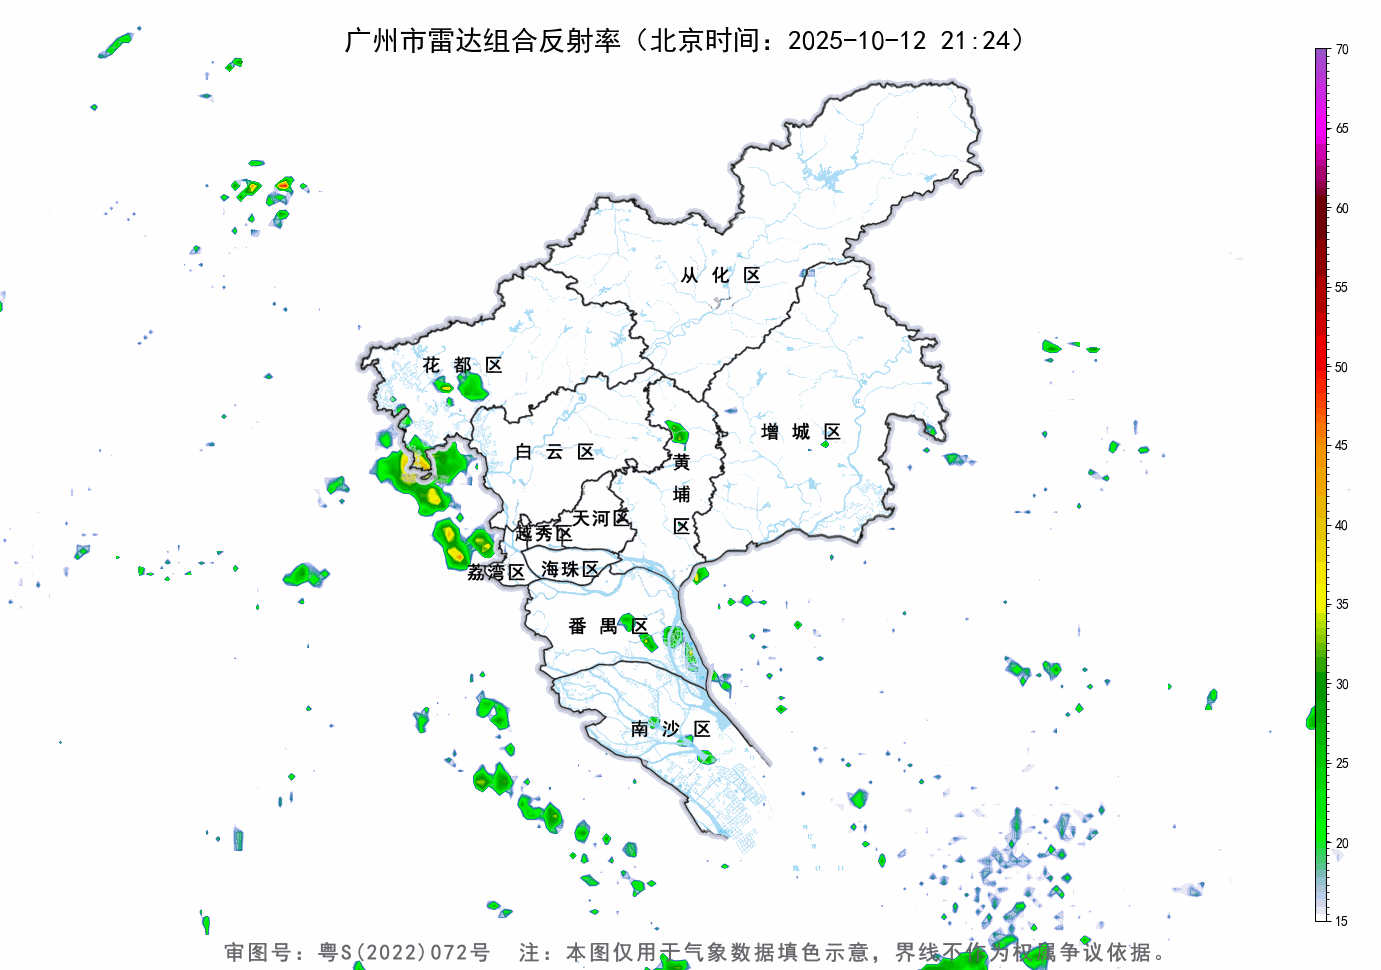 广州市雷达组合反射率（北京时间：2025-10-12 21:24）
70
65
60
55
50
45
40
35
30
25
20
15
从化区
花都区
增城区
白云区
黄埔区
天河区
越秀区
海珠区
荔湾区
番禺区
南沙区
审图号：粤S(2022)072号 注：本图仅用于气象数据填色示意，界线不作为权属争议依据。